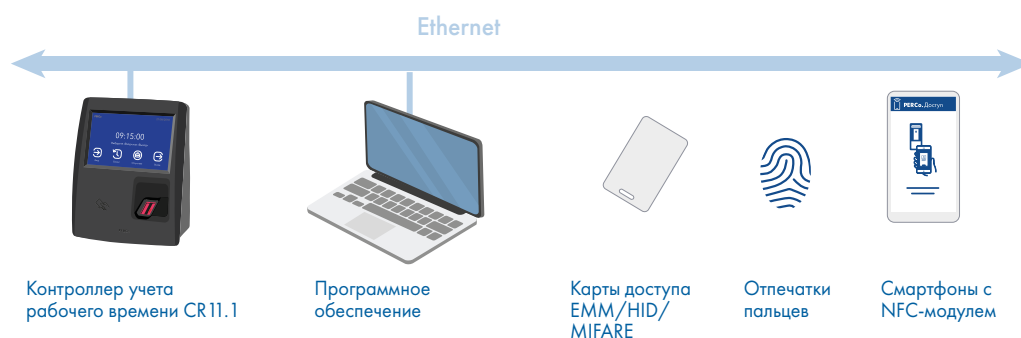 Ethernet
09:15:00
PERCo.Доступ
Контроллер учета
рабочего времени CR11.1
Программное
обеспечение
Карты доступа
EMM/HID/
MIFARE
Отпечатки
пальцев
Смартфоны с
NFC-модулем